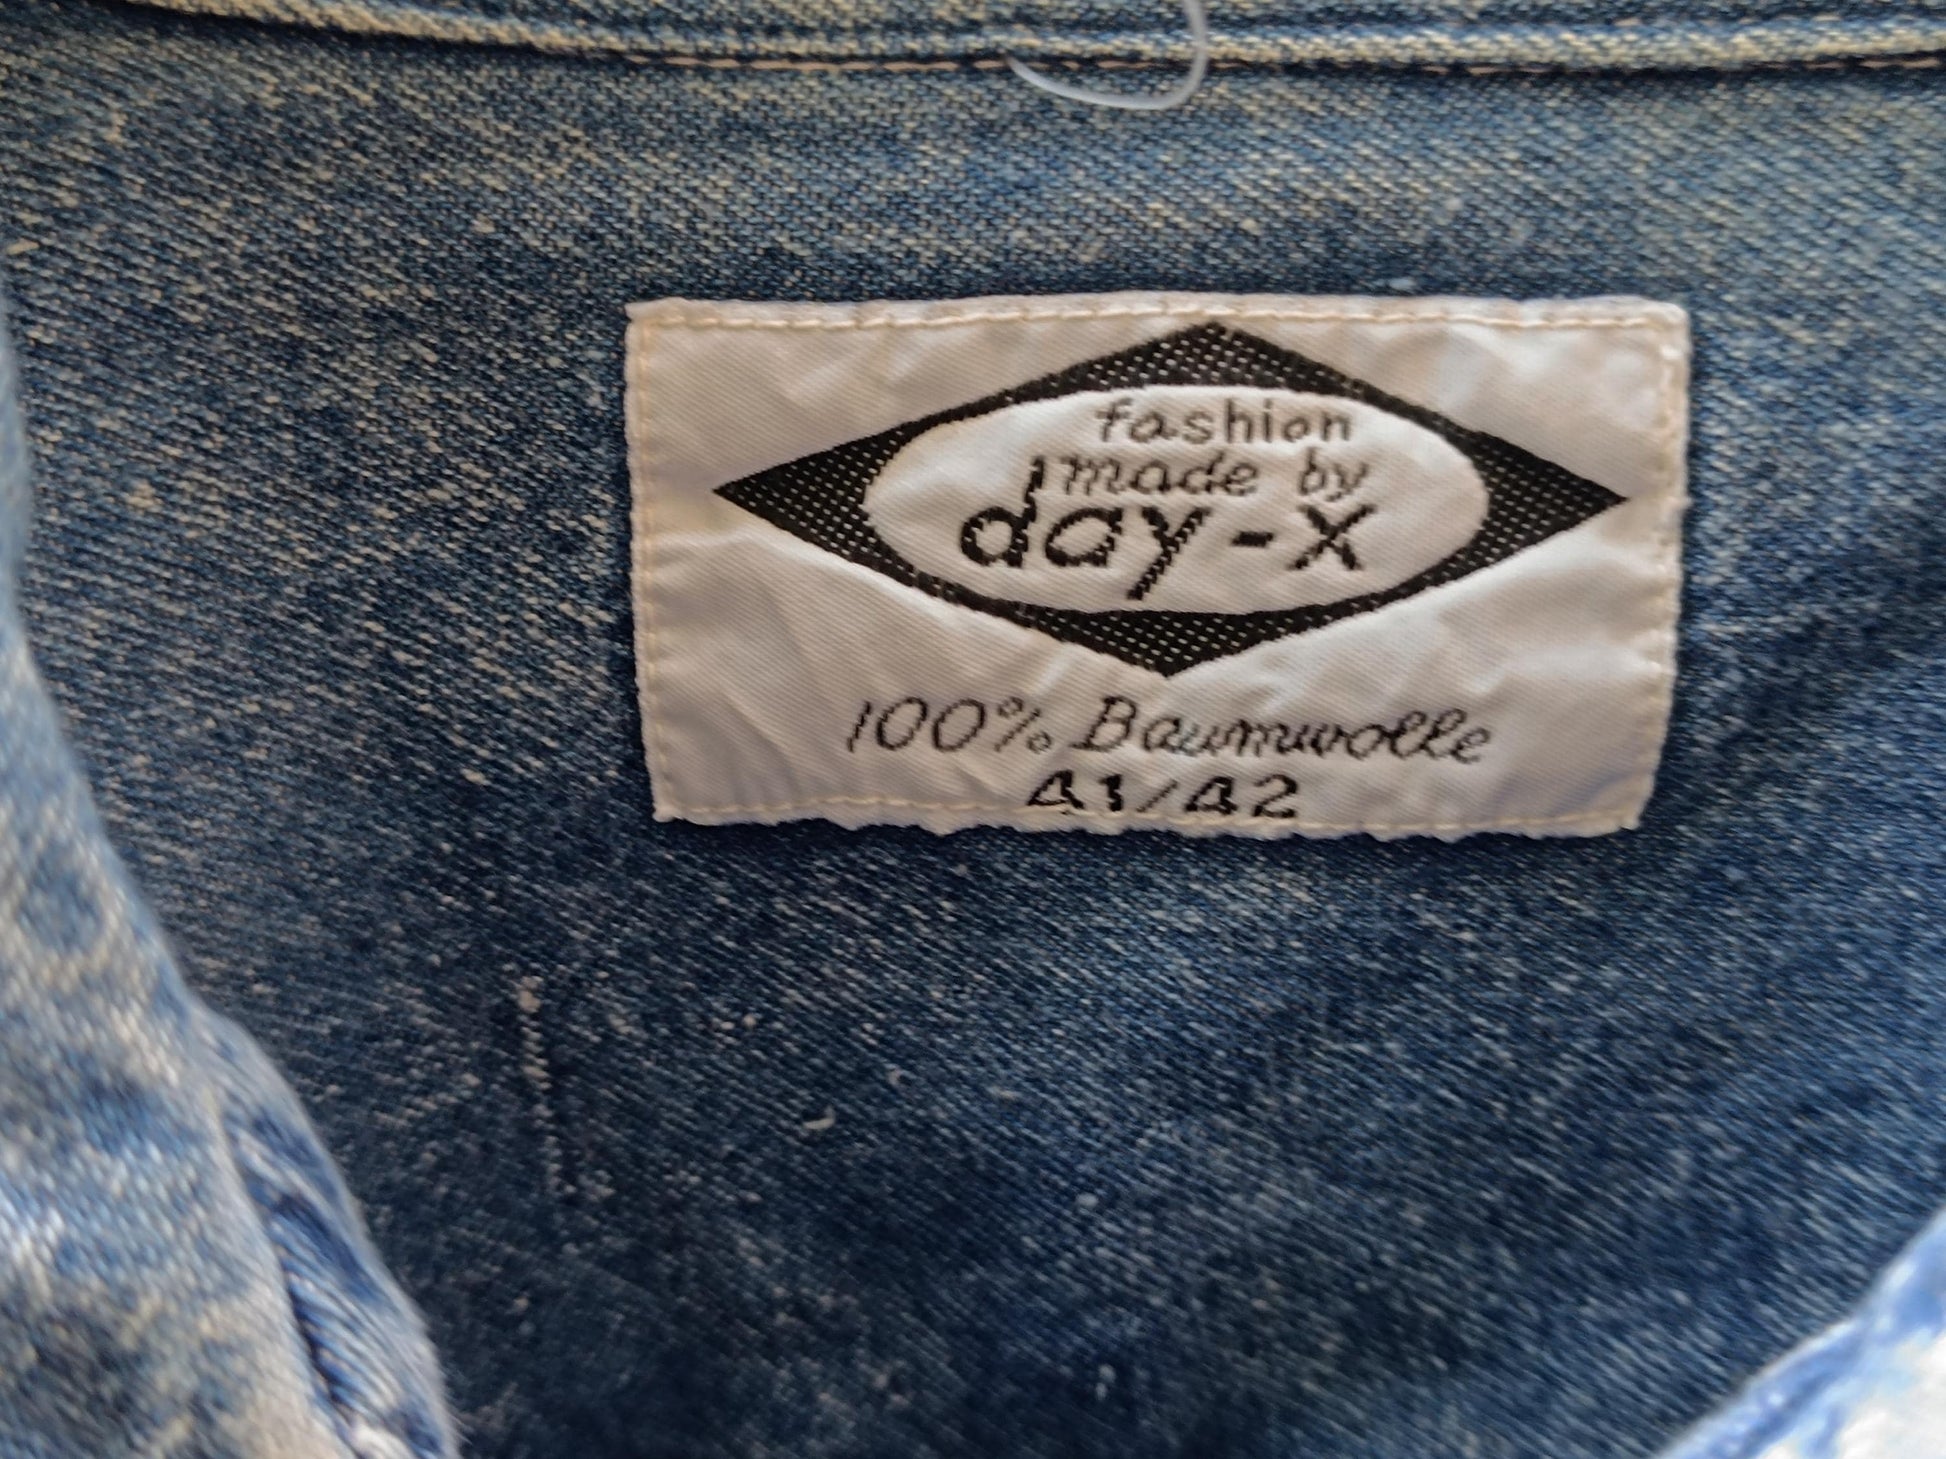 fashion
made by
day-x
100% Baumwolle
41/42